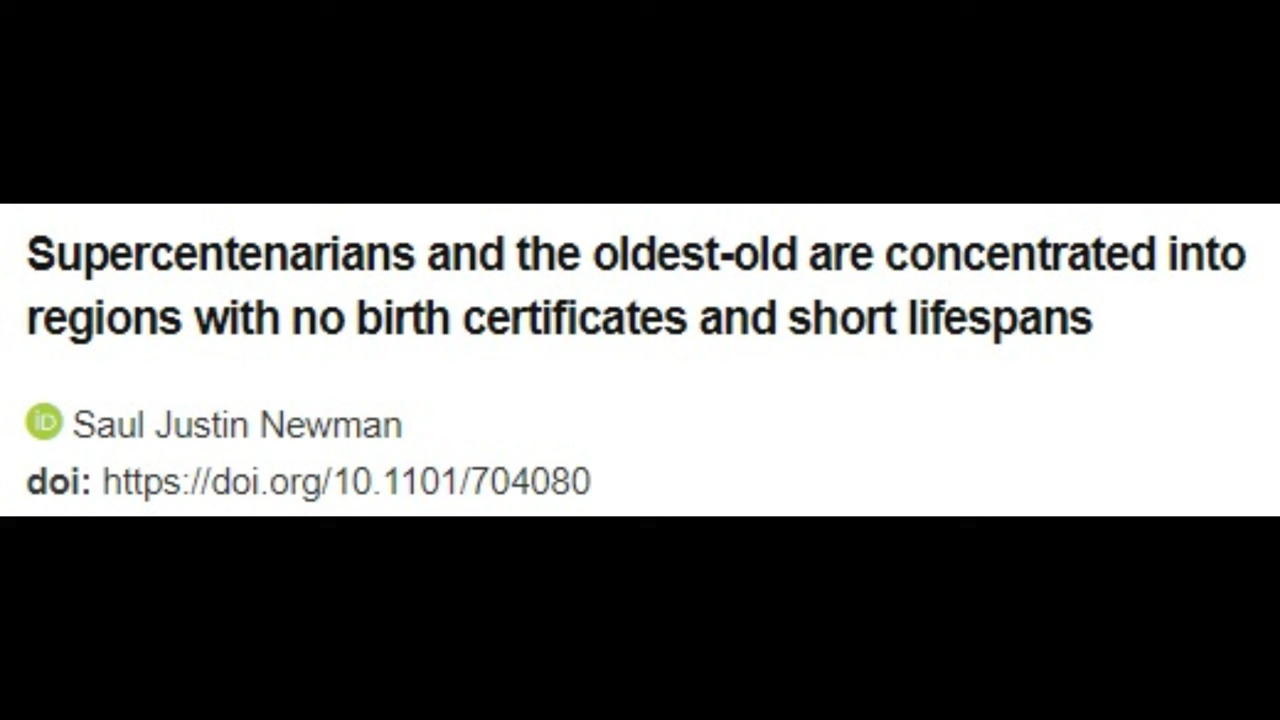 Supercentenarians and the oldest-old are concentrated into
regions with no birth certificates and short lifespans
iD Saul Justin Newman
doi: https://doi.org/10.1101/704080